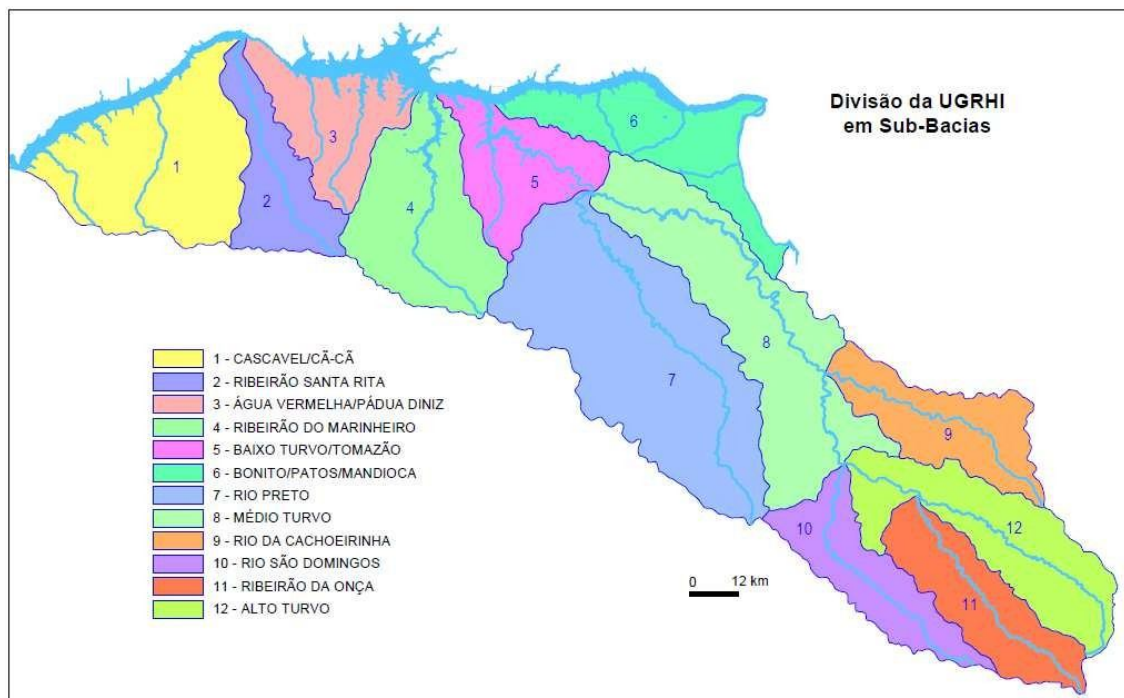 Divisão da UGRHI
em Sub-Bacias
6
3
1
5
2
4
8
7
9
10
12
11
1 - CASCAVEL/CÃ-CÃ
2 - RIBEIRÃO SANTA RITA
3 - ÁGUA VERMELHA/PÁDUA DINIZ
4 - RIBEIRÃO DO MARINHEIRO
5 - BAIXO TURVO/TOMAZÃO
6 - BONITO/PATOS/MANDIOCA
7 - RIO PRETO
8 - MÉDIO TURVO
9 - RIO DA CACHOEIRINHA
10 - RIO SÃO DOMINGOS
11 - RIBEIRÃO DA ONÇA
12 - ALTO TURVO
0 12 km